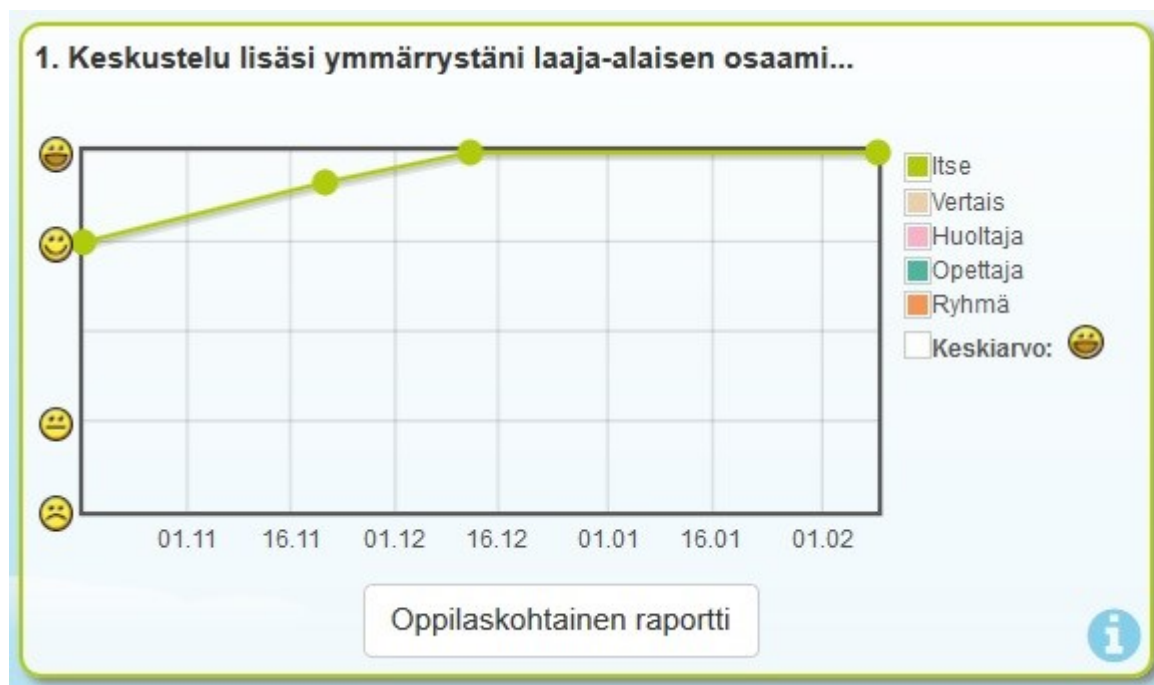 1. Keskustelu lisäsi ymmärrystäni laaja-alaisen osaami...
Itse
Vertais
Huoltaja
Opettaja
Ryhmä
Keskiarvo:
01.11 16.11 01.12 16.12 01.01 16.01 01.02
Oppilaskohtainen raportti